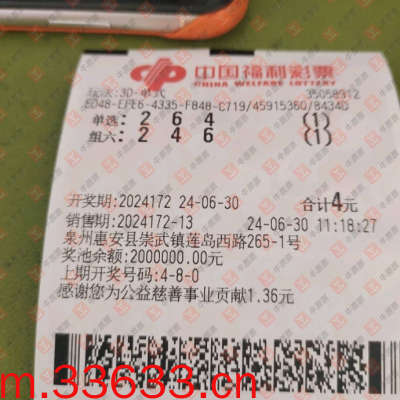 中国福利彩票
CHINA WELFARE LOTTERY
玩法:3D-单式 35058912
ED48-EFE6-4335-F848-C719/45915360/84340
单选: 2 6 4 (1)
组六: 2 4 6 (1)
开奖期:2024172 24-06-30 合计4元
销售期:2024172-13 24-06-30 11:18:27
泉州惠安县崇武镇莲岛西路265-1号
奖池余额:2000000.00元
上期开奖号码:4-8-0
感谢您为公益慈善事业贡献1.36元
m.33633.cn